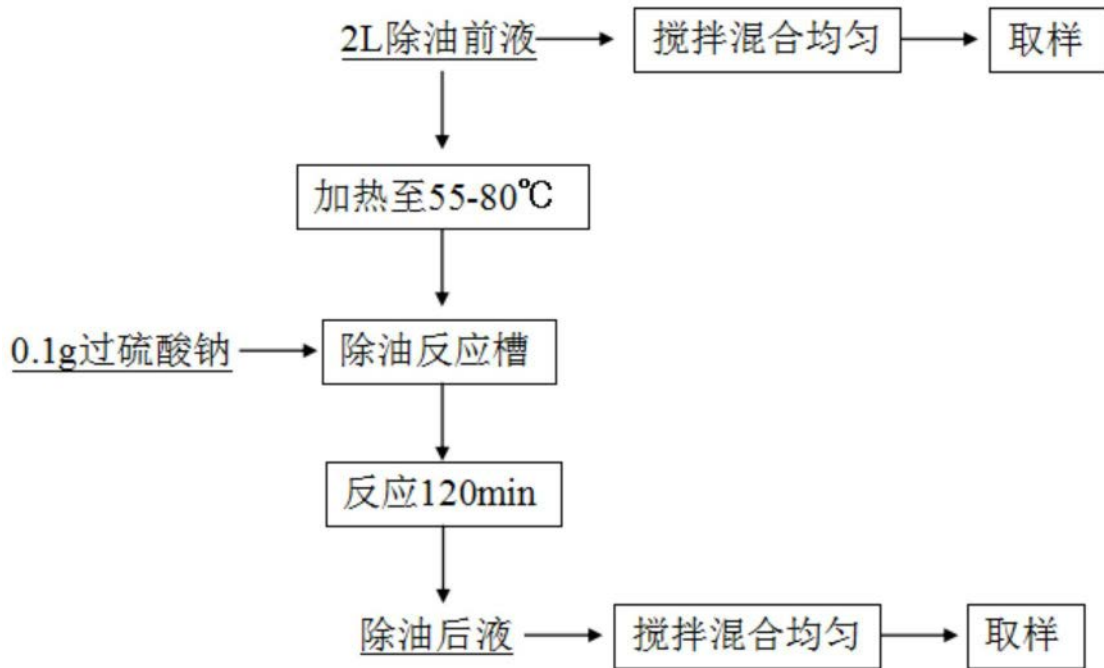 2L除油前液
搅拌混合均匀
取样
加热至55-80℃
0.1g过硫酸钠
除油反应槽
反应120min
除油后液
搅拌混合均匀
取样